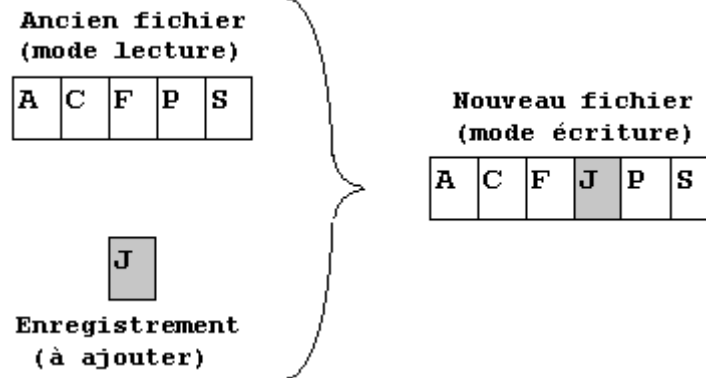 Ancien fichier
(mode lecture)
A C F P S
J
Enregistrement
(à ajouter)
Nouveau fichier
(mode écriture)
A C F J P S